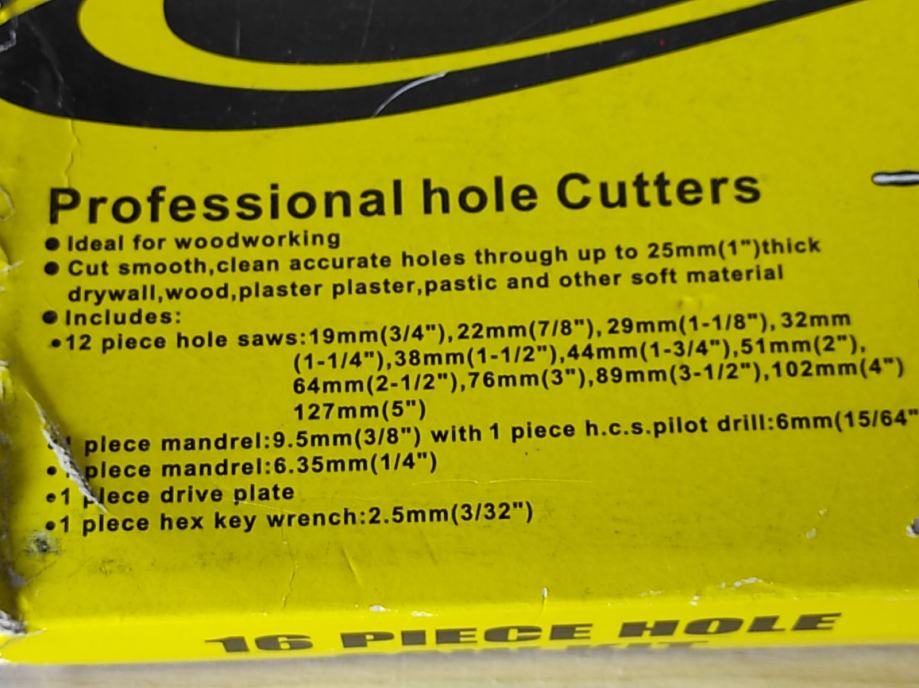 Professional hole Cutters
● Ideal for woodworking
● Cut smooth,clean accurate holes through up to 25mm(1")thick
drywall,wood,plaster plaster,pastic and other soft material
● Includes:
•12 piece hole saws:19mm(3/4"),22mm(7/8"),29mm(1-1/8"),32mm
(1-1/4"),38mm(1-1/2"),44mm(1-3/4"),51mm(2"),
64mm(2-1/2"),76mm(3"),89mm(3-1/2"),102mm(4")
127mm(5")
•1 piece mandrel:9.5mm(3/8") with 1 piece h.c.s.pilot drill:6mm(15/64"
•1 piece mandrel:6.35mm(1/4")
•1 piece drive plate
•1 piece hex key wrench:2.5mm(3/32")
16 PIECE HOLE